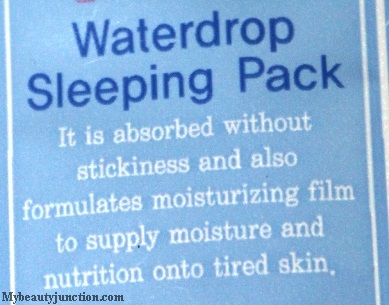 Waterdrop
Sleeping Pack
It is absorbed without
stickiness and also
formulates moisturizing film
to supply moisture and
nutrition onto tired skin.
Mybeautyjunction.com